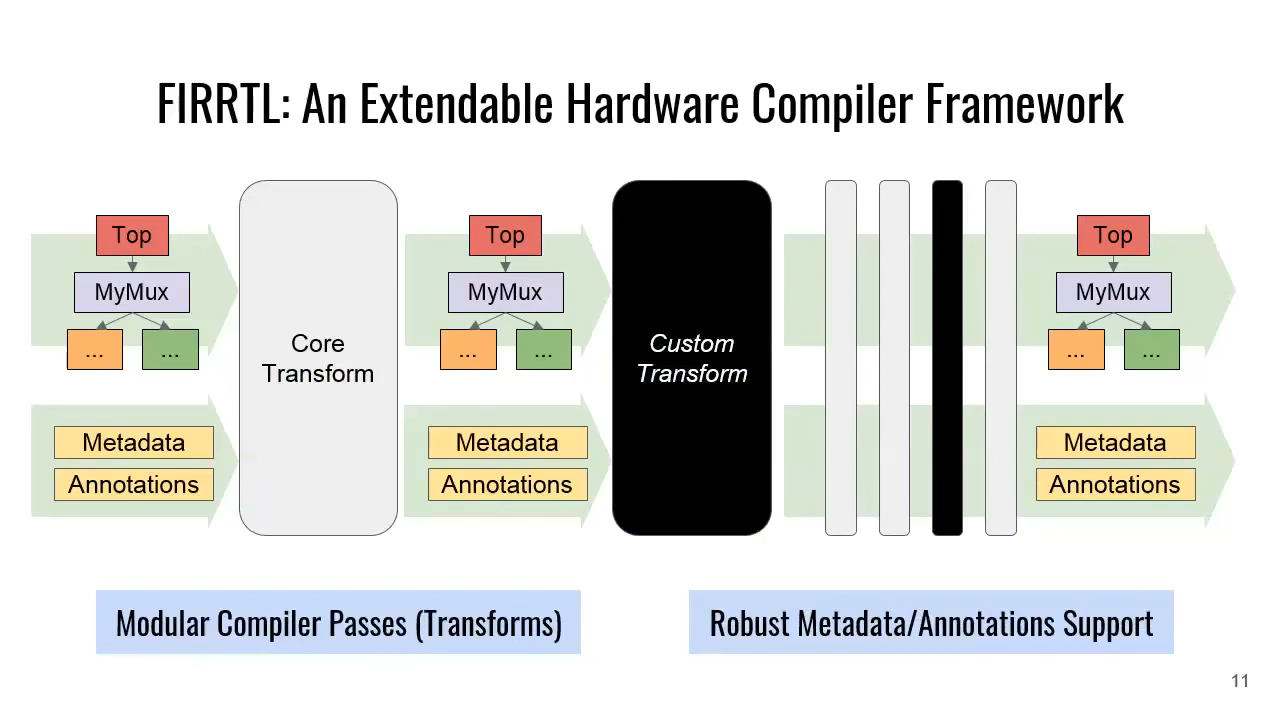 FIRRTL: An Extendable Hardware Compiler Framework
Top
MyMux
...
...
Metadata
Annotations
Core
Transform
Top
MyMux
...
...
Metadata
Annotations
Custom
Transform
Top
MyMux
...
...
Metadata
Annotations
Modular Compiler Passes (Transforms)
Robust Metadata/Annotations Support
11